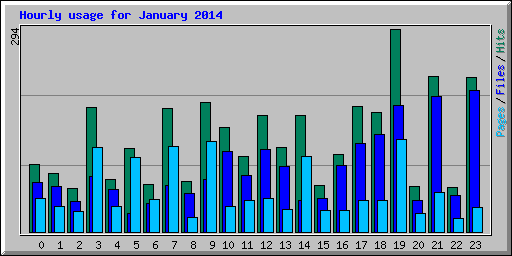 Hourly usage for January 2014
294
Pages / Files / Hits
0 1 2 3 4 5 6 7 8 9 10 11 12 13 14 15 16 17 18 19 20 21 22 23